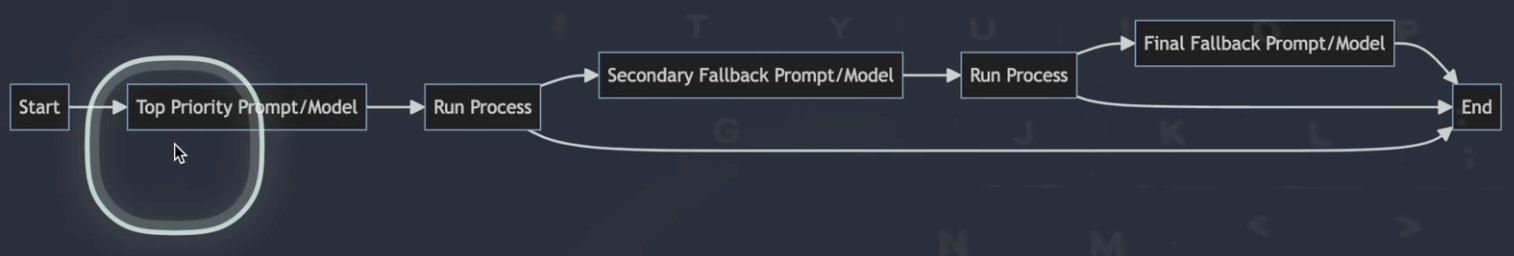 Start
Top Priority Prompt/Model
Run Process
Secondary Fallback Prompt/Model
Run Process
Final Fallback Prompt/Model
End
T Y U I O P
G J K L
N M < >